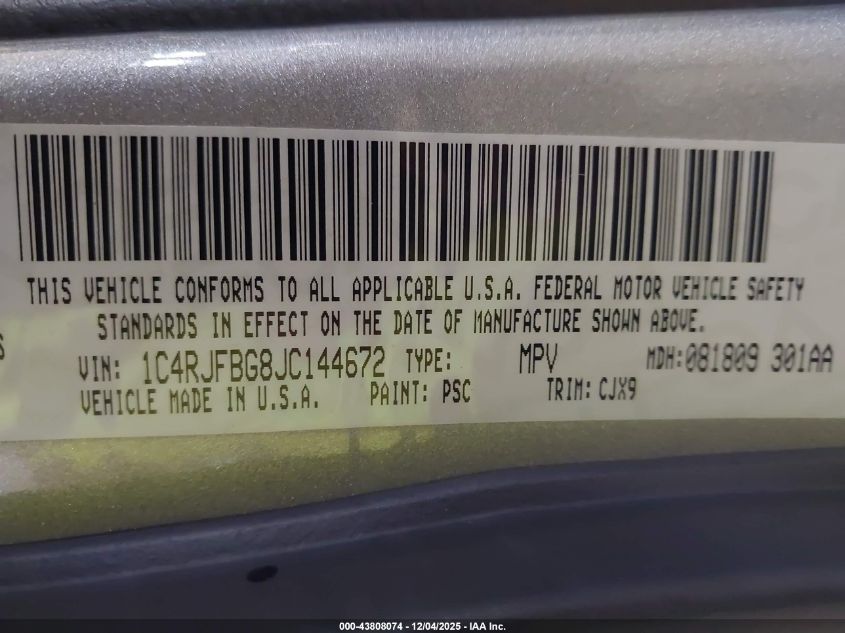 THIS VEHICLE CONFORMS TO ALL APPLICABLE U.S.A. FEDERAL MOTOR VEHICLE SAFETY
STANDARDS IN EFFECT ON THE DATE OF MANUFACTURE SHOWN ABOVE.
VIN: 1C4RJFBG8JC144672 TYPE: MPV MDH:081809 301AA
VEHICLE MADE IN U.S.A. PAINT: PSC TRIM: CJX9
000-43808074 - 12/04/2025 - IAA Inc.